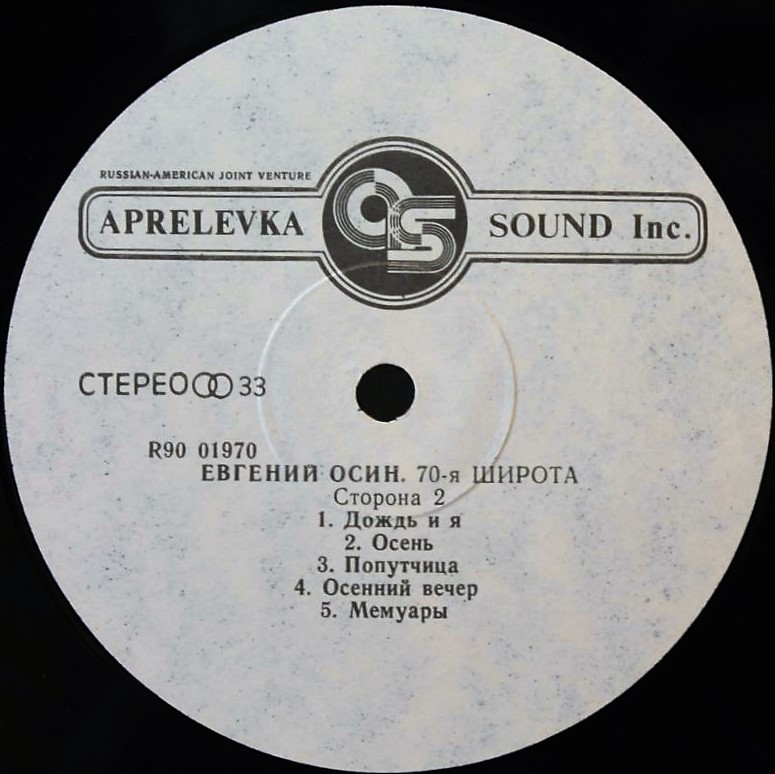 RUSSIAN-AMERICAN JOINT VENTURE
APRELEVKA SOUND Inc.
СТЕРЕО 33
R90 01970
ЕВГЕНИЙ ОСИН. 70-я ШИРОТА
Сторона 2
1. Дождь и я
2. Осень
3. Попутчица
4. Осенний вечер
5. Мемуары